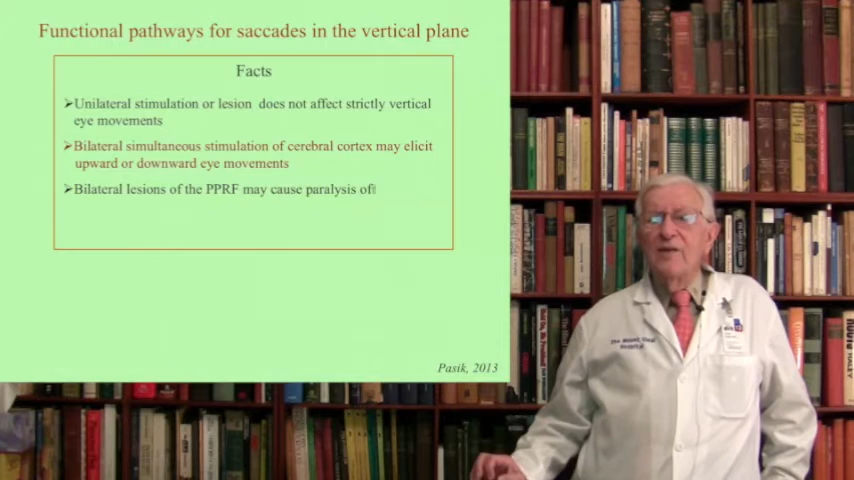 Functional pathways for saccades in the vertical plane
Facts
➢Unilateral stimulation or lesion does not affect strictly vertical
eye movements
➢Bilateral simultaneous stimulation of cerebral cortex may elicit
upward or downward eye movements
➢Bilateral lesions of the PPRF may cause paralysis of
Pasik, 2013
Hospital